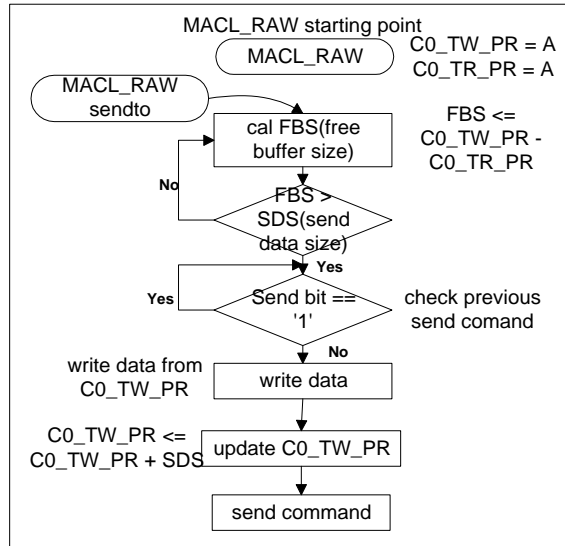 MACL_RAW starting point
MACL_RAW
C0_TW_PR = A
C0_TR_PR = A
MACL_RAW
sendto
cal FBS(free
buffer size)
FBS <=
C0_TW_PR -
C0_TR_PR
No
FBS >
SDS(send
data size)
Yes
Yes
Send bit ==
'1'
check previous
send comand
No
write data from
C0_TW_PR
write data
C0_TW_PR <=
C0_TW_PR + SDS
update C0_TW_PR
send command